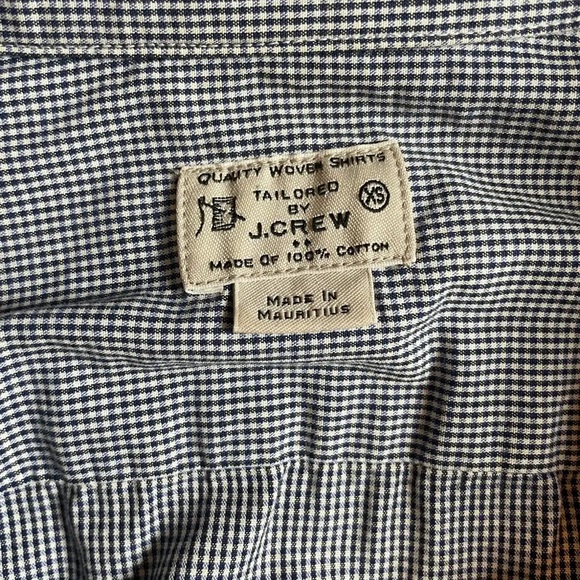 QUALITY WOVEN SHIRTS
TAILORED
BY
XS
J.CREW
MADE OF 100% COTTON
MADE IN
MAURITIUS